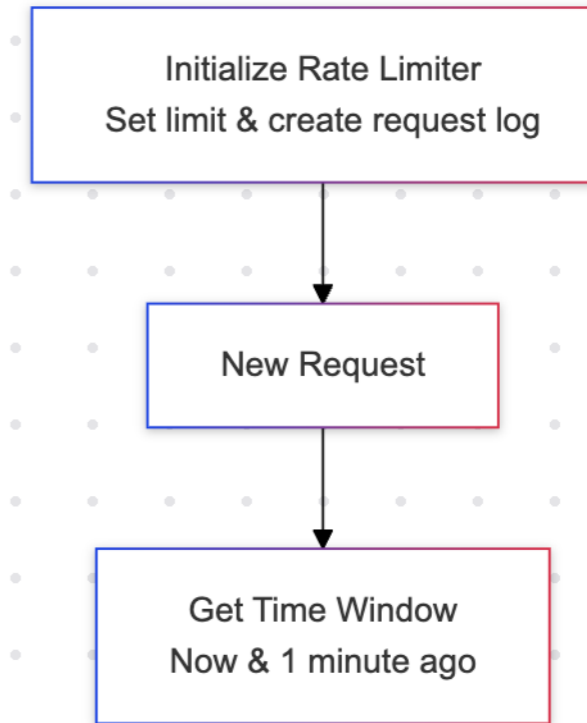 Initialize Rate Limiter
Set limit & create request log
New Request
Get Time Window
Now & 1 minute ago